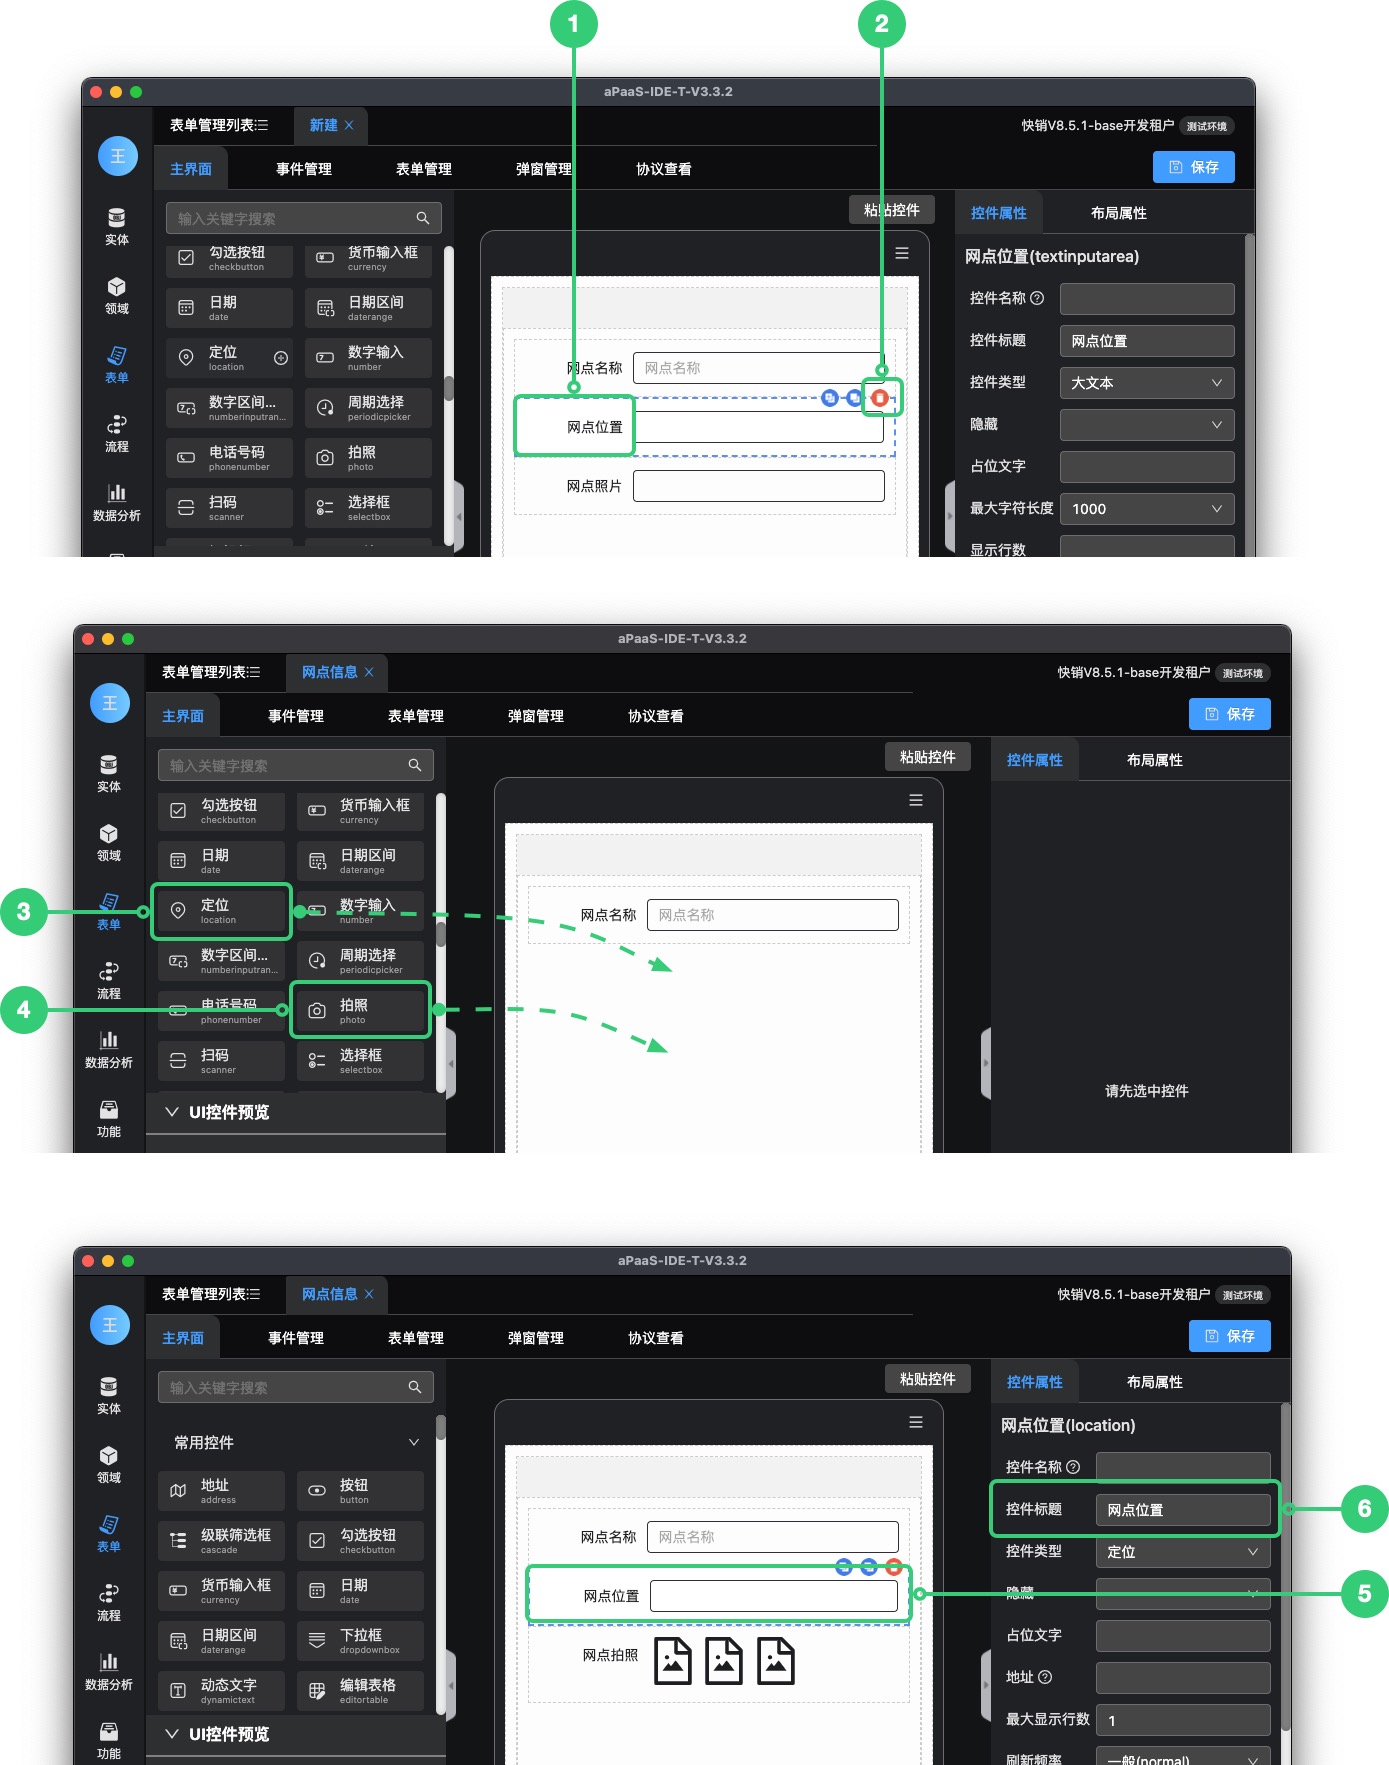 1
2
aPaaS-IDE-T-V3.3.2
表单管理列表
新建
快销V8.5.1-base开发租户
测试环境
王
主界面
事件管理
表单管理
弹窗管理
协议查看
保存
实体
领域
表单
流程
数据分析
输入关键字搜索
勾选按钮
checkbutton
货币输入框
currency
日期
date
日期区间
daterange
定位
location
数字输入
number
数字区间...
numberinputran...
周期选择
periodicpicker
电话号码
phonenumber
拍照
photo
扫码
scanner
选择框
selectbox
粘贴控件
网点名称
网点名称
网点位置
网点照片
控件属性
布局属性
网点位置(textinputarea)
控件名称
控件标题
网点位置
控件类型
大文本
隐藏
占位文字
最大字符长度
1000
显示行数
aPaaS-IDE-T-V3.3.2
表单管理列表
网点信息
快销V8.5.1-base开发租户
测试环境
王
主界面
事件管理
表单管理
弹窗管理
协议查看
保存
实体
领域
表单
流程
数据分析
功能
3
4
输入关键字搜索
勾选按钮
checkbutton
货币输入框
currency
日期
date
日期区间
daterange
定位
location
数字输入
number
数字区间...
numberinputran...
周期选择
periodicpicker
电话号码
phonenumber
拍照
photo
扫码
scanner
选择框
selectbox
UI控件预览
粘贴控件
网点名称
网点名称
控件属性
布局属性
请先选中控件
aPaaS-IDE-T-V3.3.2
表单管理列表
网点信息
快销V8.5.1-base开发租户
测试环境
王
主界面
事件管理
表单管理
弹窗管理
协议查看
保存
实体
领域
表单
流程
数据分析
功能
输入关键字搜索
常用控件
地址
address
按钮
button
级联筛选框
cascade
勾选按钮
checkbutton
货币输入框
currency
日期
date
日期区间
daterange
下拉框
dropdownbox
动态文字
dynamictext
编辑表格
editortable
UI控件预览
粘贴控件
网点名称
网点名称
网点位置
网点拍照
控件属性
布局属性
网点位置(location)
控件名称
控件标题
网点位置
6
控件类型
定位
隐藏
5
占位文字
地址
最大显示行数
1
刷新频率
一般(normal)